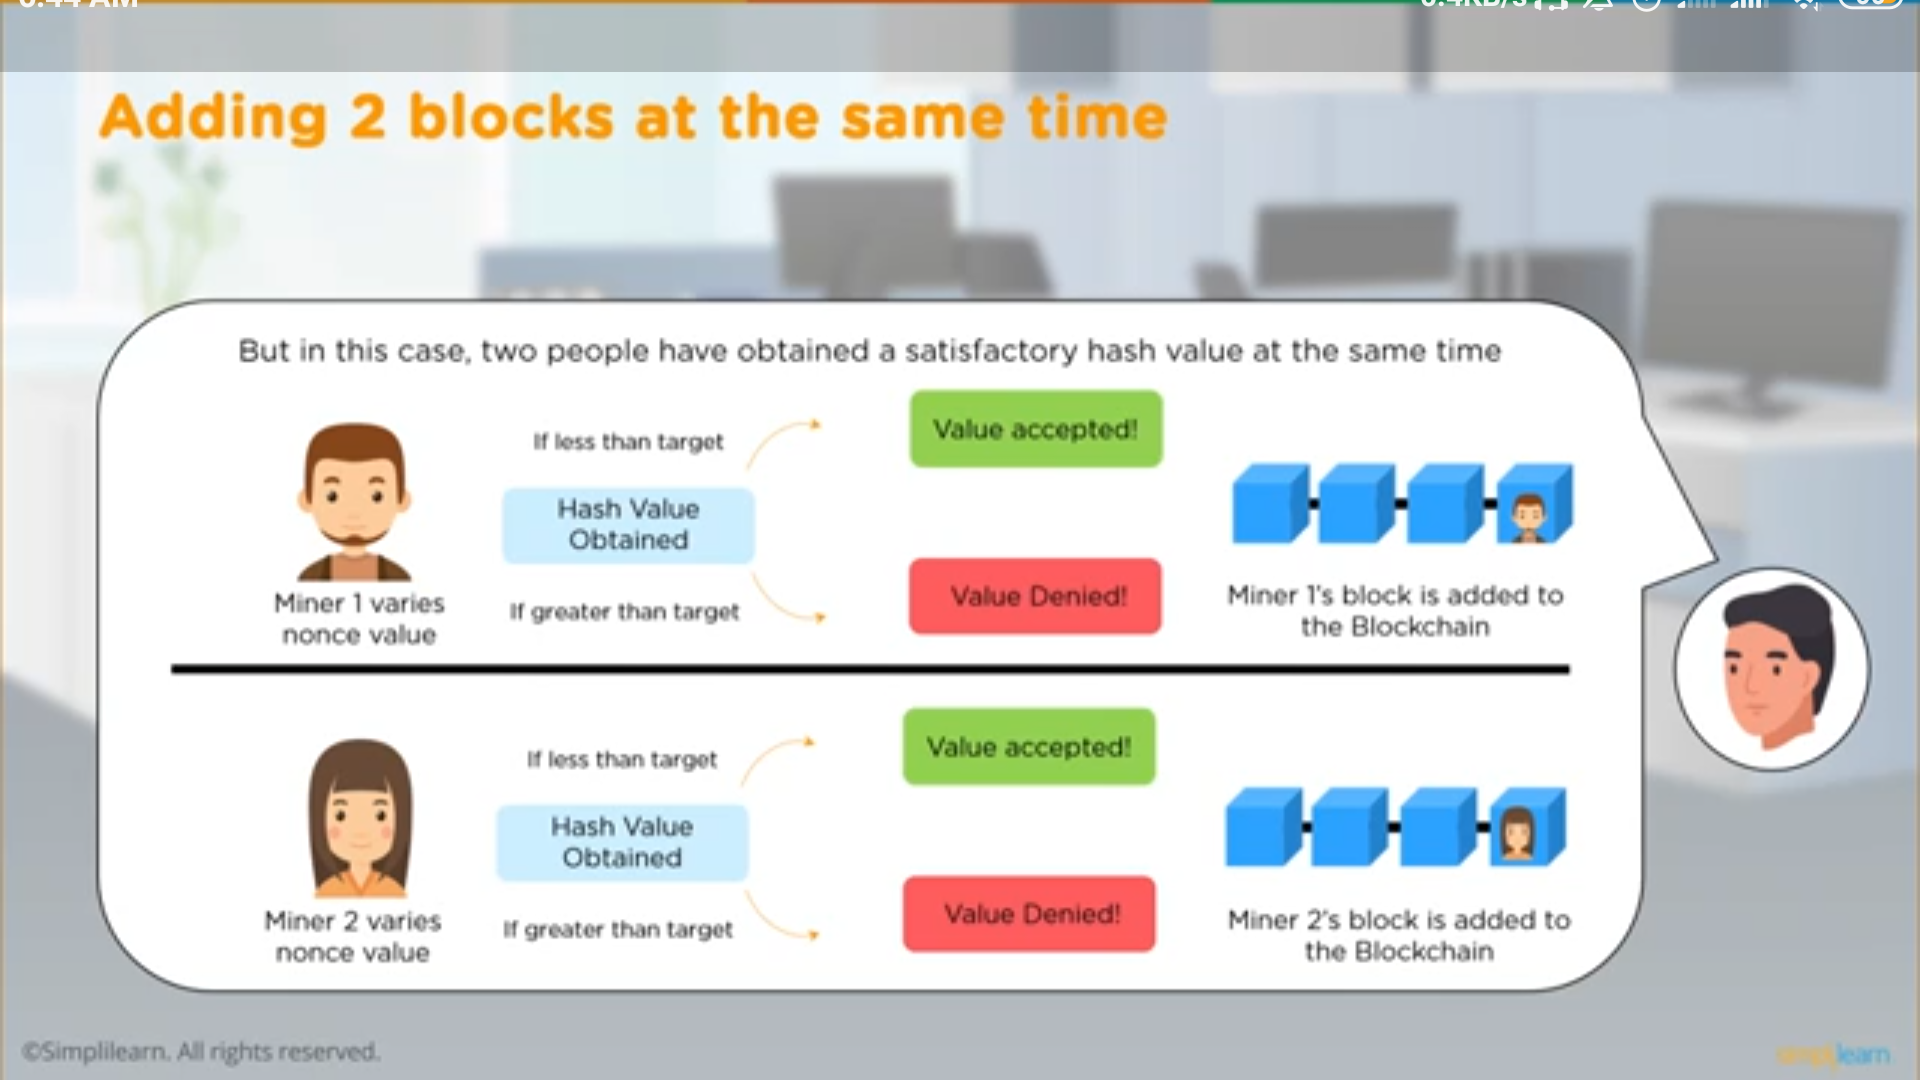 Adding 2 blocks at the same time
But in this case, two people have obtained a satisfactory hash value at the same time
If less than target
Value accepted!
Hash Value
Obtained
If greater than target
Value Denied!
Miner 1 varies
nonce value
Miner 1's block is added to
the Blockchain
If less than target
Value accepted!
Hash Value
Obtained
If greater than target
Value Denied!
Miner 2 varies
nonce value
Miner 2's block is added to
the Blockchain
©Simplilearn. All rights reserved.
simplilearn